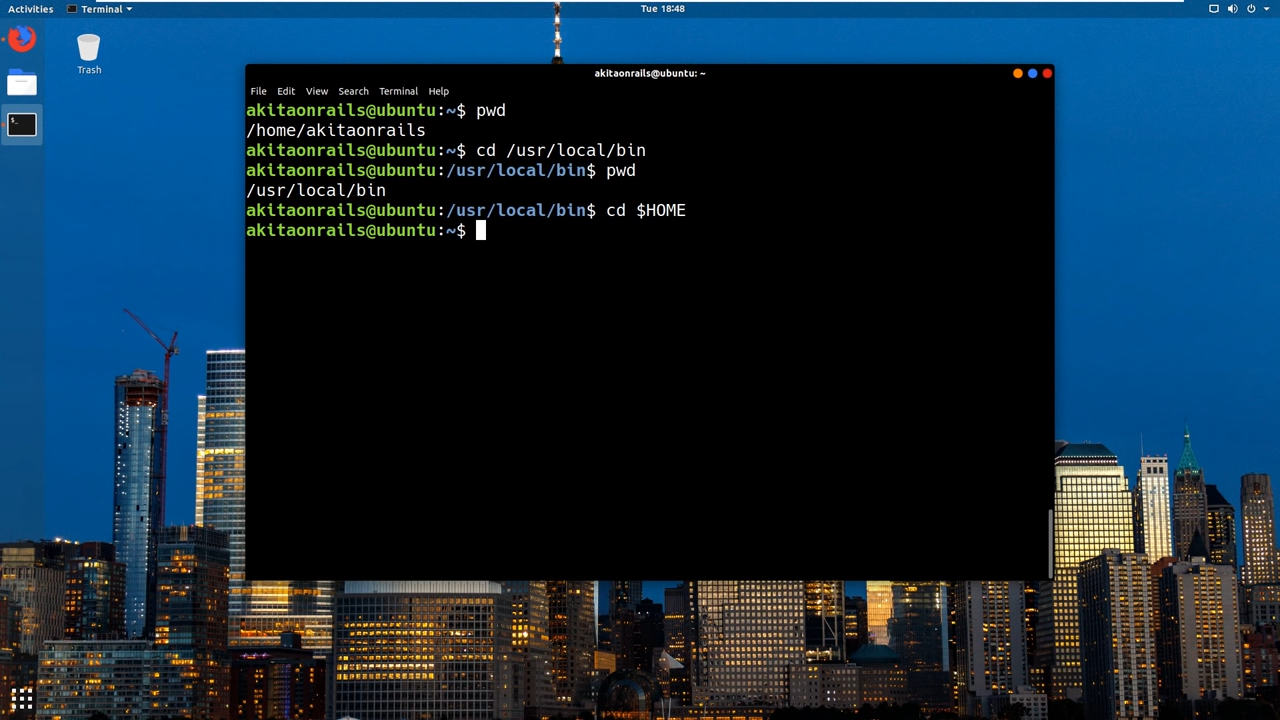 Activities
Terminal
Tue 18:48
Trash
akitaonrails@ubuntu: ~
File Edit View Search Terminal Help
akitaonrails@ubuntu:~$ pwd
/home/akitaonrails
akitaonrails@ubuntu:~$ cd /usr/local/bin
akitaonrails@ubuntu:/usr/local/bin$ pwd
/usr/local/bin
akitaonrails@ubuntu:/usr/local/bin$ cd $HOME
akitaonrails@ubuntu:~$